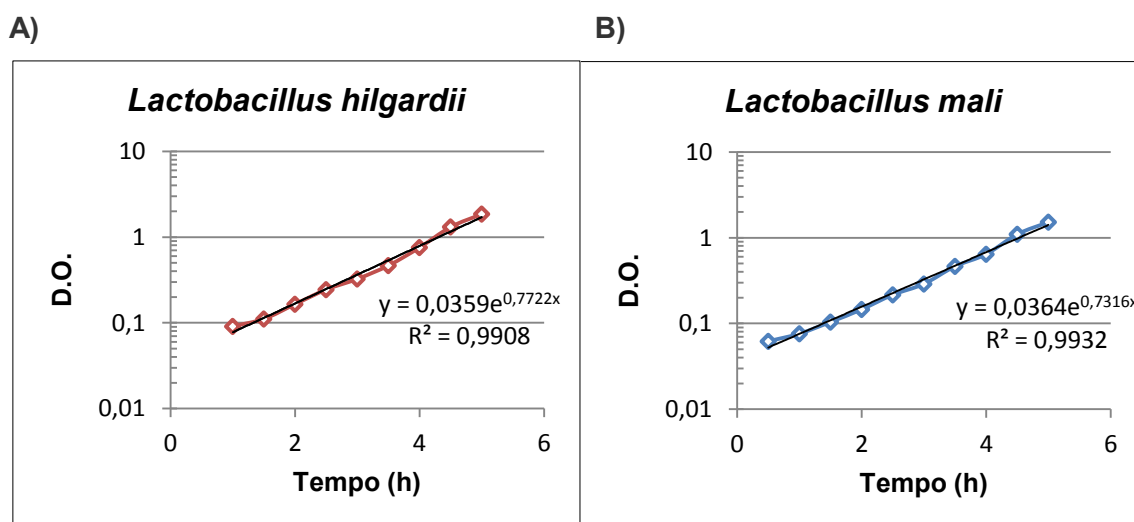 A)
Lactobacillus hilgardii
10
1
0,1
0,01
D.O.
y = 0,0359e^0,7722x
R² = 0,9908
0 2 4 6
Tempo (h)
B)
Lactobacillus mali
10
1
0,1
0,01
D.O.
y = 0,0364e^0,7316x
R² = 0,9932
0 2 4 6
Tempo (h)